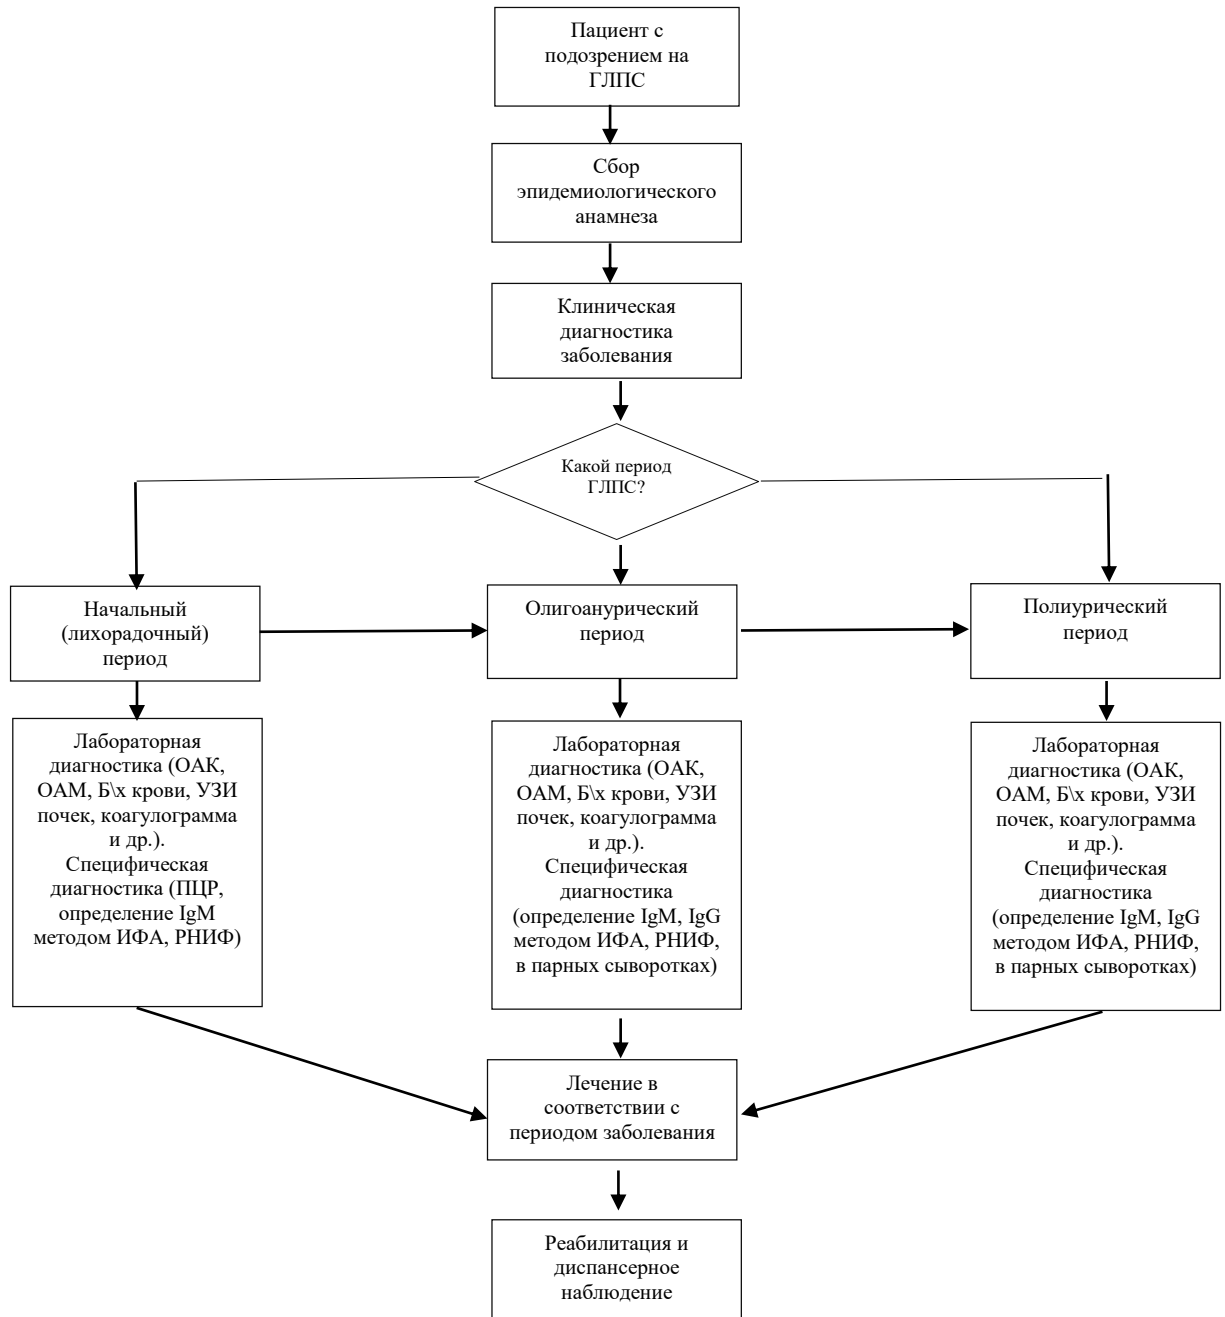 Пациент с
подозрением на
ГЛПС
Сбор
эпидемиологического
анамнеза
Клиническая
диагностика
заболевания
Какой период
ГЛПС?
Начальный
(лихорадочный)
период
Олигоанурический
период
Полиурический
период
Лабораторная
диагностика (ОАК,
ОАМ, Б\х крови, УЗИ
почек, коагулограмма
и др.).
Специфическая
диагностика (ПЦР,
определение IgM
методом ИФА, РНИФ)
Лабораторная
диагностика (ОАК,
ОАМ, Б\х крови, УЗИ
почек, коагулограмма
и др.).
Специфическая
диагностика
(определение IgM, IgG
методом ИФА, РНИФ,
в парных сыворотках)
Лабораторная
диагностика (ОАК,
ОАМ, Б\х крови, УЗИ
почек, коагулограмма
и др.).
Специфическая
диагностика
(определение IgM, IgG
методом ИФА, РНИФ,
в парных сыворотках)
Лечение в
соответствии с
периодом заболевания
Реабилитация и
диспансерное
наблюдение